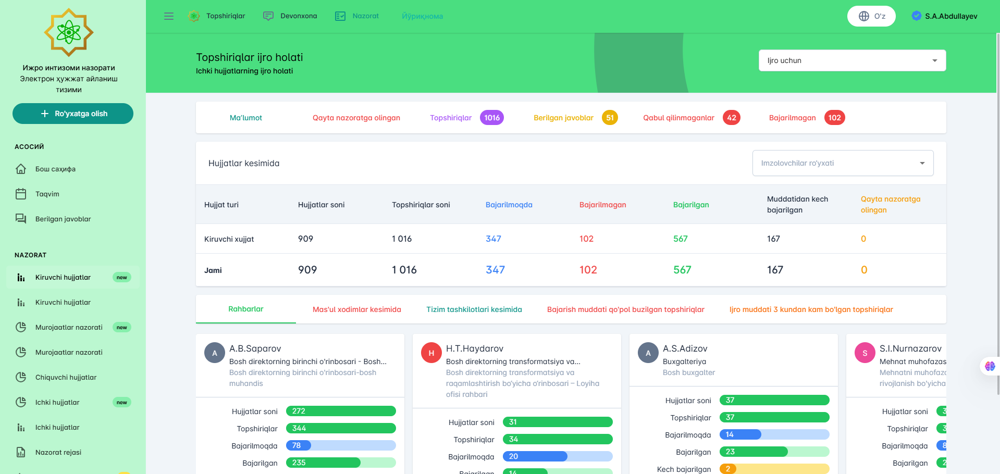 Ижро интизоми назорати
Электрон ҳужжат айланиш
тизими
Ro'yxatga olish
АСОСИЙ
Бош саҳифа
Taqvim
Berilgan javoblar
NAZORAT
Kiruvchi hujjatlar new
Kiruvchi hujjatlar
Murojaatlar nazorati new
Murojaatlar nazorati
Chiquvchi hujjatlar
Ichki hujjatlar new
Ichki hujjatlar
Nazorat rejasi
Topshiriqlar Devonxona Nazorat Йўриқнома O'z S.A.Abdullayev
Topshiriqlar ijro holati
Ichki hujjatlarning ijro holati
Ijro uchun
Ma'lumot Qayta nazoratga olingan Topshiriqlar 1016 Berilgan javoblar 51 Qabul qilinmaganlar 42 Bajarilmagan 102
Hujjatlar kesimida
Imzolovchilar ro'yxati
Hujjat turi Hujjatlar soni Topshiriqlar soni Bajarilmoqda Bajarilmagan Bajarilgan Muddatidan kech bajarilgan Qayta nazoratga olingan
Kiruvchi xujjat 909 1 016 347 102 567 167 0
Jami 909 1 016 347 102 567 167 0
Rahbarlar Mas'ul xodimlar kesimida Tizim tashkilotlari kesimida Bajarish muddati qo'pol buzilgan topshiriqlar Ijro muddati 3 kundan kam bo'lgan topshiriqlar
A
A.B.Saparov
Bosh direktorning birinchi o'rinbosari - Bosh...
Bosh direktorning birinchi o'rinbosari-bosh
muhandis
Hujjatlar soni 272
Topshiriqlar 344
Bajarilmoqda 78
Bajarilgan 235
H
H.T.Haydarov
Bosh direktorning transformatsiya va...
Bosh direktorning transformatsiya va
raqamlashtirish bo'yicha o'rinbosari – Loyiha
ofisi rahbari
Hujjatlar soni 31
Topshiriqlar 34
Bajarilmoqda 20
Bajarilgan 14
A
A.S.Adizov
Buxgalteriya
Bosh buxgalter
Hujjatlar soni 37
Topshiriqlar 37
Bajarilmoqda 14
Bajarilgan 23
Kech bajarilgan 2
S
S.I.Nurnazarov
Mehnat muhofazas
Mehnatni muhofaza
rivojlanish bo'yicha
Hujjatlar soni 3
Topshiriqlar 3
Bajarilmoqda 8
Bajarilgan 2